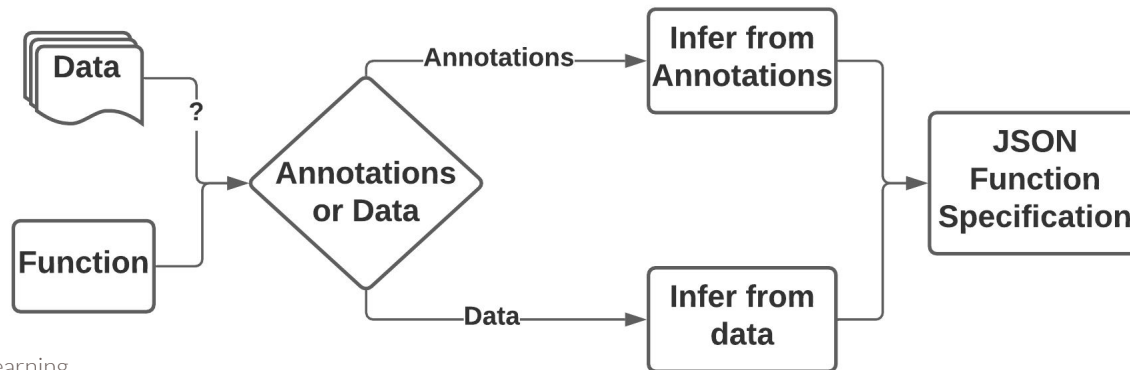 Data
?
Function
Annotations
or Data
Annotations
Data
Infer from
Annotations
Infer from
data
JSON
Function
Specification